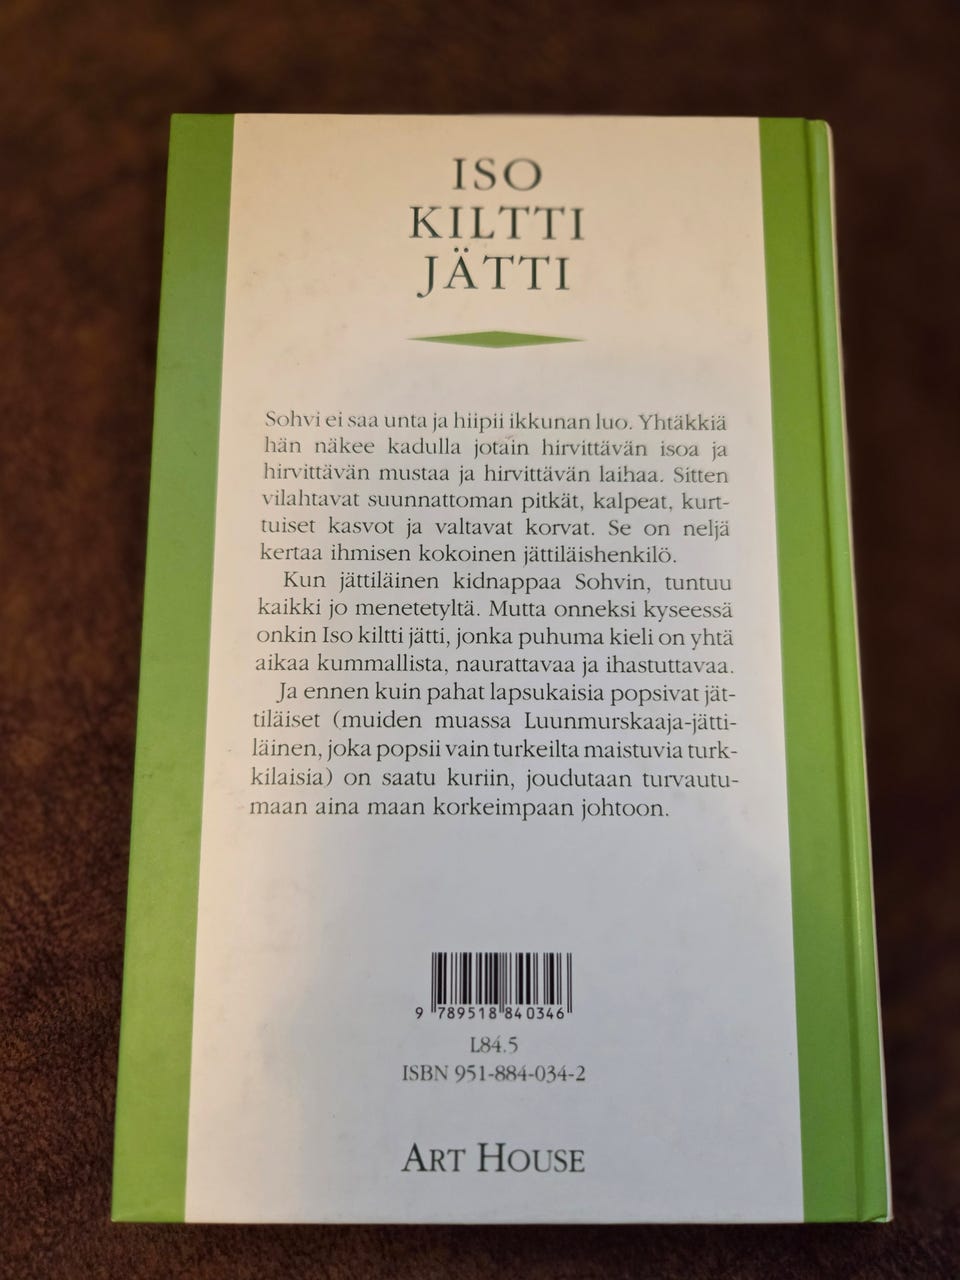 ISO
KILTTI
JÄTTI
Sohvi ei saa unta ja hiipii ikkunan luo. Yhtäkkiä
hän näkee kadulla jotain hirvittävän isoa ja
hirvittävän mustaa ja hirvittävän laihaa. Sitten
vilahtavat suunnattoman pitkät, kalpeat, kurt-
tuiset kasvot ja valtavat korvat. Se on neljä
kertaa ihmisen kokoinen jättiläishenkilö.
Kun jättiläinen kidnappaa Sohvin, tuntuu
kaikki jo menetetyltä. Mutta onneksi kyseessä
onkin Iso kiltti jätti, jonka puhuma kieli on yhtä
aikaa kummallista, naurattavaa ja ihastuttavaa.
Ja ennen kuin pahat lapsukaisia popsivat jät-
tiläiset (muiden muassa Luunmurskaaja-jätti-
läinen, joka popsii vain turkeilta maistuvia turk-
kilaisia) on saatu kuriin, joudutaan turvautu-
maan aina maan korkeimpaan johtoon.
9 789518 840346
L84.5
ISBN 951-884-034-2
ART HOUSE